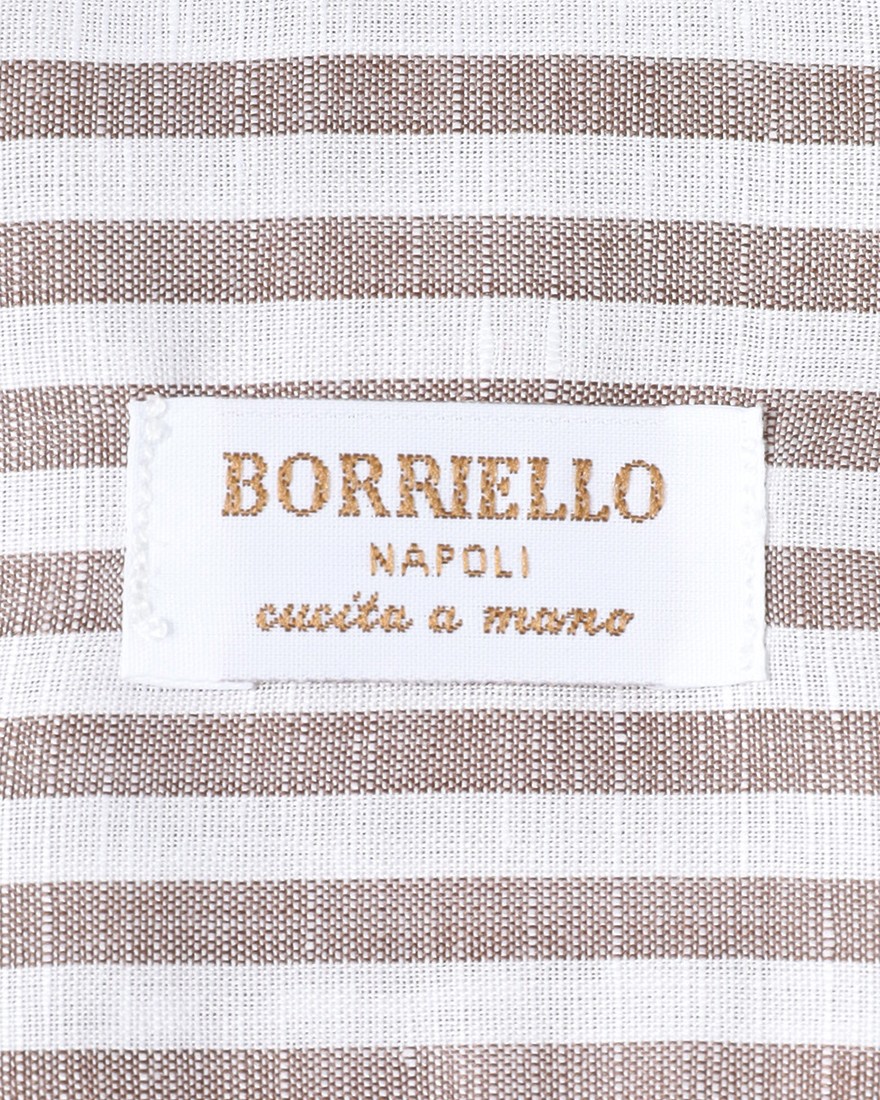 BORRIELLO
NAPOLI
cucita a mano